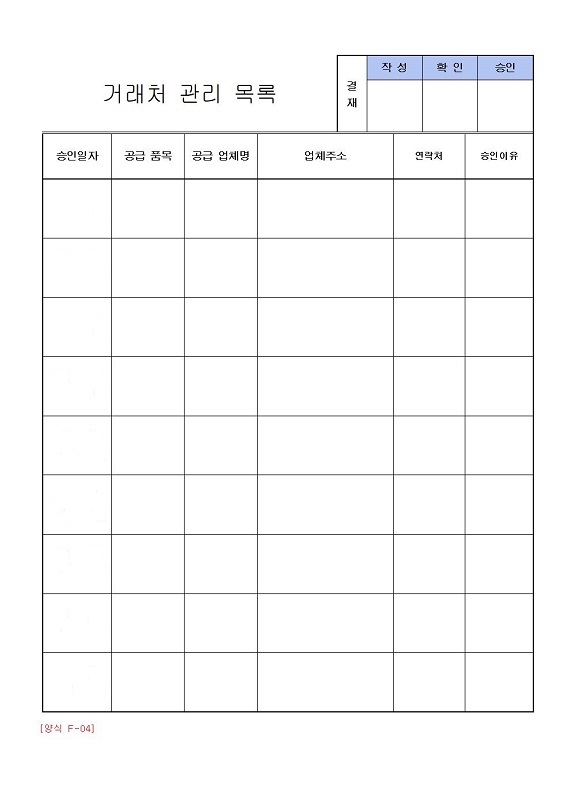 거래처 관리 목록
결재
작 성 확 인 승인
승인일자 공급 품목 공급 업체명 업체주소 연락처 승인이유
[양식 F-04]